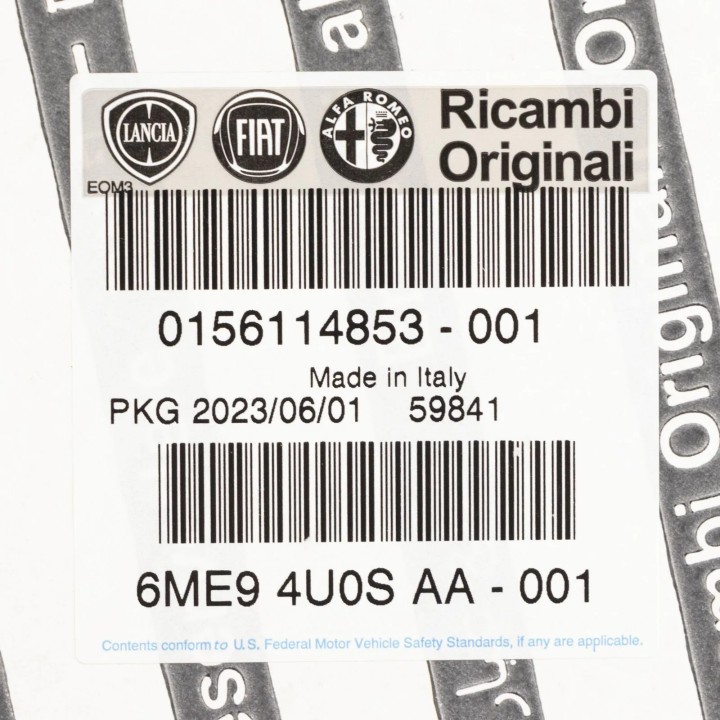 LANCIA
FIAT
ALFA ROMEO
Ricambi
Originali
EOM3
0156114853 - 001
Made in Italy
PKG 2023/06/01 59841
6ME9 4U0S AA - 001
Contents conform to U.S. Federal Motor Vehicle Safety Standards, if any are applicable.